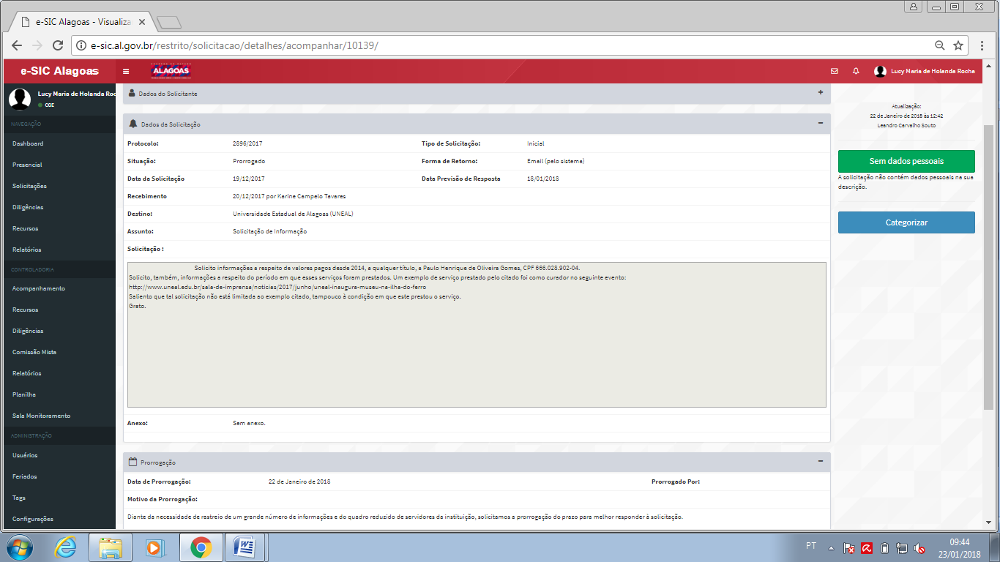 e-SIC Alagoas - Visualiza
e-sic.al.gov.br/restrito/solicitacao/detalhes/acompanhar/10139/
e-SIC Alagoas
ALAGOAS
Lucy Maria de Holanda Rocha
Lucy Maria de Holanda Roc
CGE
NAVEGAÇÃO
Dashboard
Presencial
Solicitações
Diligências
Recursos
Relatórios
CONTROLADORIA
Acompanhamento
Recursos
Diligências
Comissão Mista
Relatórios
Planilha
Sala Monitoramento
ADMINISTRAÇÃO
Usuários
Feriados
Tags
Configurações
Dados do Solicitante
Dados da Solicitação
Protocolo: 2896/2017 Tipo de Solicitação: Inicial
Situação: Prorrogado Forma de Retorno: Email (pelo sistema)
Data da Solicitação 19/12/2017 Data Previsão de Resposta 18/01/2018
Recebimento 20/12/2017 por Karine Campelo Tavares
Destino: Universidade Estadual de Alagoas (UNEAL)
Assunto: Solicitação de Informação
Solicitação :
Solicito informações a respeito de valores pagos desde 2014, a qualquer título, a Paulo Henrique de Oliveira Gomes, CPF 666.028.902-04.
Solicito, também, informações a respeito do período em que esses serviços foram prestados. Um exemplo de serviço prestado pelo citado foi como curador no seguinte evento:
http://www.uneal.edu.br/sala-de-imprensa/noticias/2017/junho/uneal-inaugura-museu-na-ilha-do-ferro
Saliento que tal solicitação não está limitada ao exemplo citado, tampouco à condição em que este prestou o serviço.
Grato.
Anexo: Sem anexo.
Prorrogação
Data de Prorrogação: 22 de Janeiro de 2018 Prorrogado Por:
Motivo da Prorrogação:
Diante da necessidade de rastreio de um grande número de informações e do quadro reduzido de servidores da instituição, solicitamos a prorrogação do prazo para melhor responder à solicitação.
Atualização:
22 de Janeiro de 2018 às 12:42
Leandro Carvalho Souto
Sem dados pessoais
A solicitação não contém dados pessoais na sua
descrição.
Categorizar
PT
09:44
23/01/2018